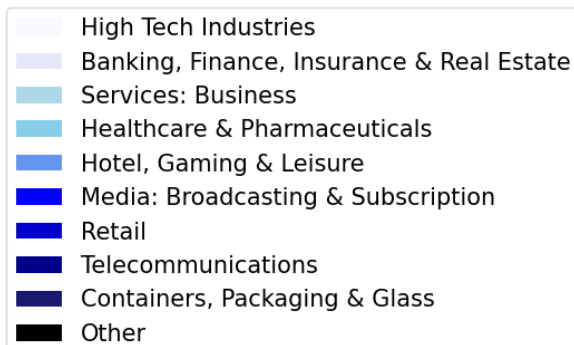 High Tech Industries
Banking, Finance, Insurance & Real Estate
Services: Business
Healthcare & Pharmaceuticals
Hotel, Gaming & Leisure
Media: Broadcasting & Subscription
Retail
Telecommunications
Containers, Packaging & Glass
Other